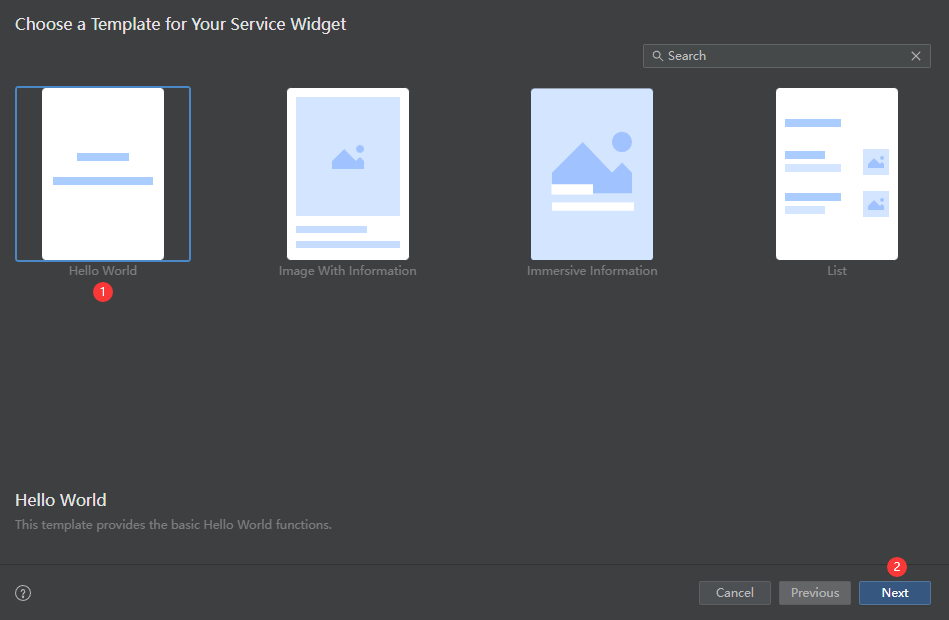 Choose a Template for Your Service Widget
Search
Hello World
Image With Information
Immersive Information
List
1
Hello World
This template provides the basic Hello World functions.
2
?
Cancel
Previous
Next